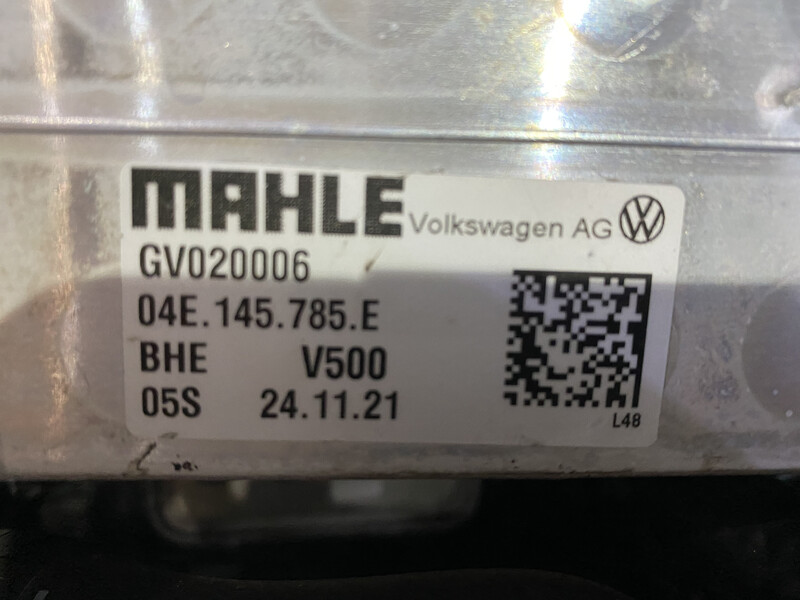 MAHLE Volkswagen AG
GV020006
04E.145.785.E
BHE V500
05S 24.11.21
L48